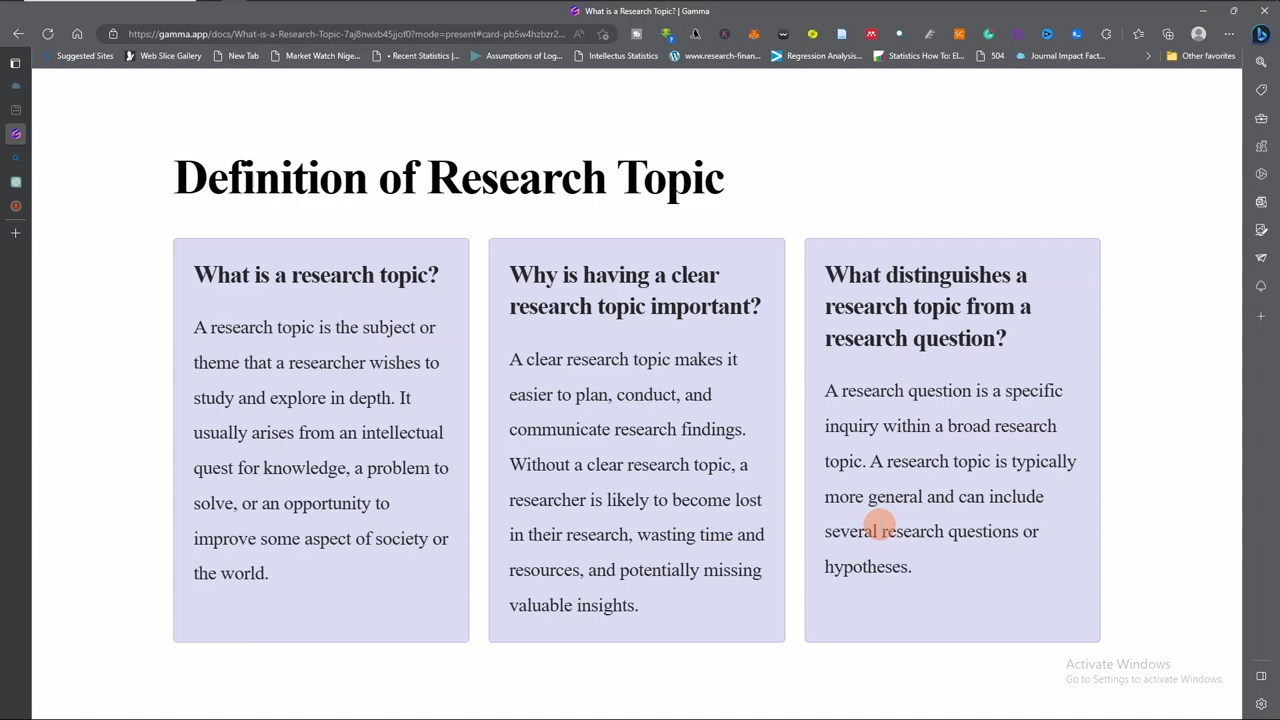 What is a Research Topic? | Gamma
https://gamma.app/docs/What-is-a-Research-Topic-7aj8nwxb45jjof0?mode=present#card-pb5w4hzbzr2...
Suggested Sites
Web Slice Gallery
New Tab
Market Watch Nige...
• Recent Statistics |...
Assumptions of Log...
Intellectus Statistics
www.research-finan...
Regression Analysis...
Statistics How To: El...
504
Journal Impact Fact...
Other favorites
Definition of Research Topic
What is a research topic?
A research topic is the subject or
theme that a researcher wishes to
study and explore in depth. It
usually arises from an intellectual
quest for knowledge, a problem to
solve, or an opportunity to
improve some aspect of society or
the world.
Why is having a clear
research topic important?
A clear research topic makes it
easier to plan, conduct, and
communicate research findings.
Without a clear research topic, a
researcher is likely to become lost
in their research, wasting time and
resources, and potentially missing
valuable insights.
What distinguishes a
research topic from a
research question?
A research question is a specific
inquiry within a broad research
topic. A research topic is typically
more general and can include
several research questions or
hypotheses.
Activate Windows
Go to Settings to activate Windows.